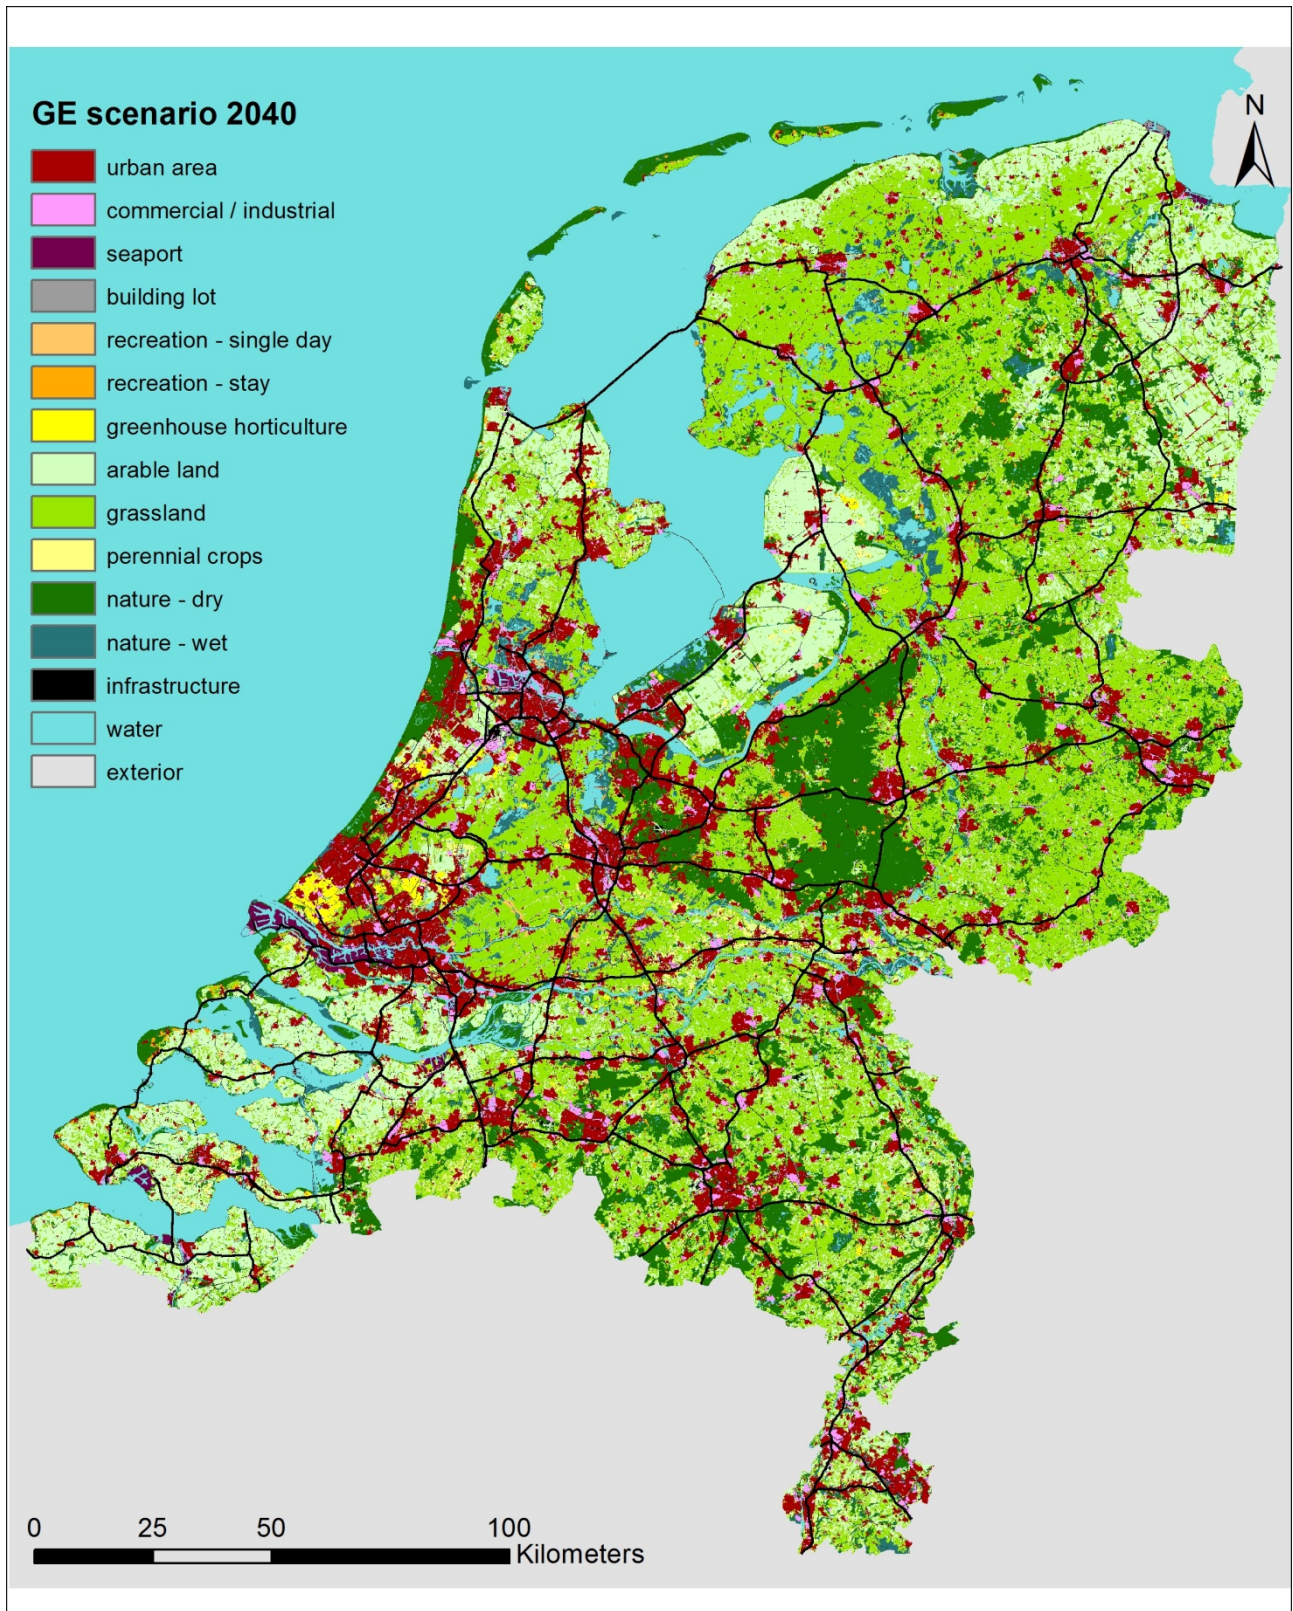 GE scenario 2040
N
urban area
commercial / industrial
seaport
building lot
recreation - single day
recreation - stay
greenhouse horticulture
arable land
grassland
perennial crops
nature - dry
nature - wet
infrastructure
water
exterior
0 25 50 100
Kilometers